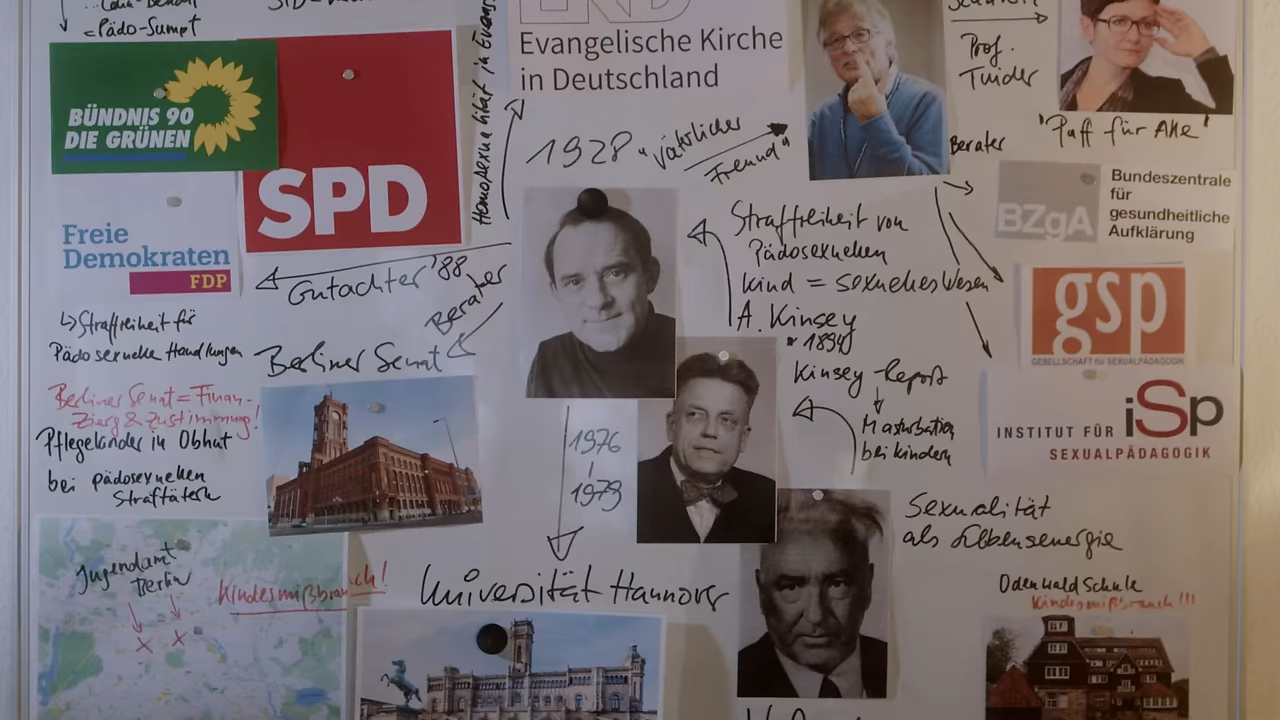 = Pädo-Sumpf
BÜNDNIS 90
DIE GRÜNEN
SPD
Freie
Demokraten
FDP
Homosexualität in Evang.
EKD
Evangelische Kirche
in Deutschland
1928 "Vätrlicher
Freund"
Prof.
Tuider
"Puff für Alle"
Berater
BZgA
Bundeszentrale
für
gesundheitliche
Aufklärung
gsp
GESELLSCHAFT für SEXUALPÄDAGOGIK
iSp
INSTITUT FÜR
SEXUALPÄDAGOGIK
Gutachter '88
Berater
Berliner Senat
↳ Straffreiheit für
Pädosexuelle Handlungen
Berliner Senat = Finan-
zierg & Zustimmung!
Pflegekinder in Obhut
bei pädosexuellen
Straftätern
Straffreiheit von
Pädosexuellen
Kind = sexuelles Wesen
A. Kinsey
* 1894
Kinsey-Report
Masturbation
bei Kindern
1976
1979
Universität Hannover
Sexualität
als Lebensenergie
Odenwald Schule
Kindesmißbrauch!!!
Jugendamt
Berlin
Kindesmißbrauch!